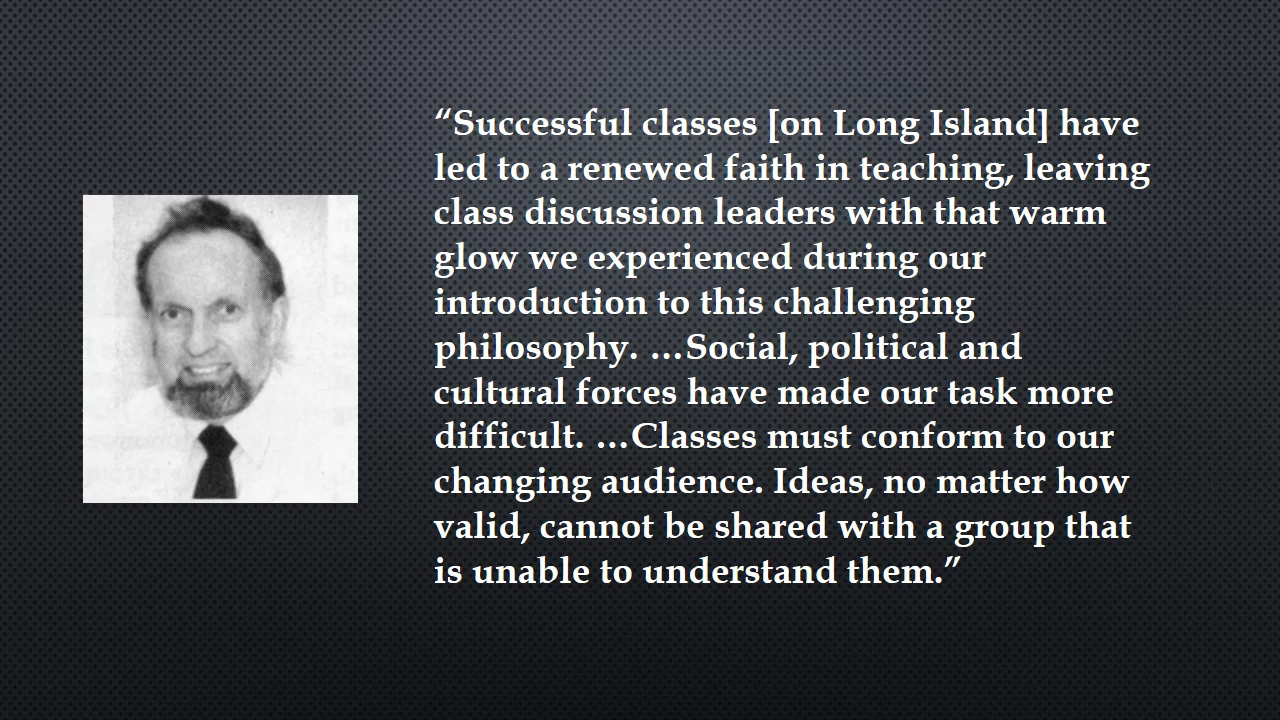 “Successful classes [on Long Island] have
led to a renewed faith in teaching, leaving
class discussion leaders with that warm
glow we experienced during our
introduction to this challenging
philosophy. …Social, political and
cultural forces have made our task more
difficult. …Classes must conform to our
changing audience. Ideas, no matter how
valid, cannot be shared with a group that
is unable to understand them.”